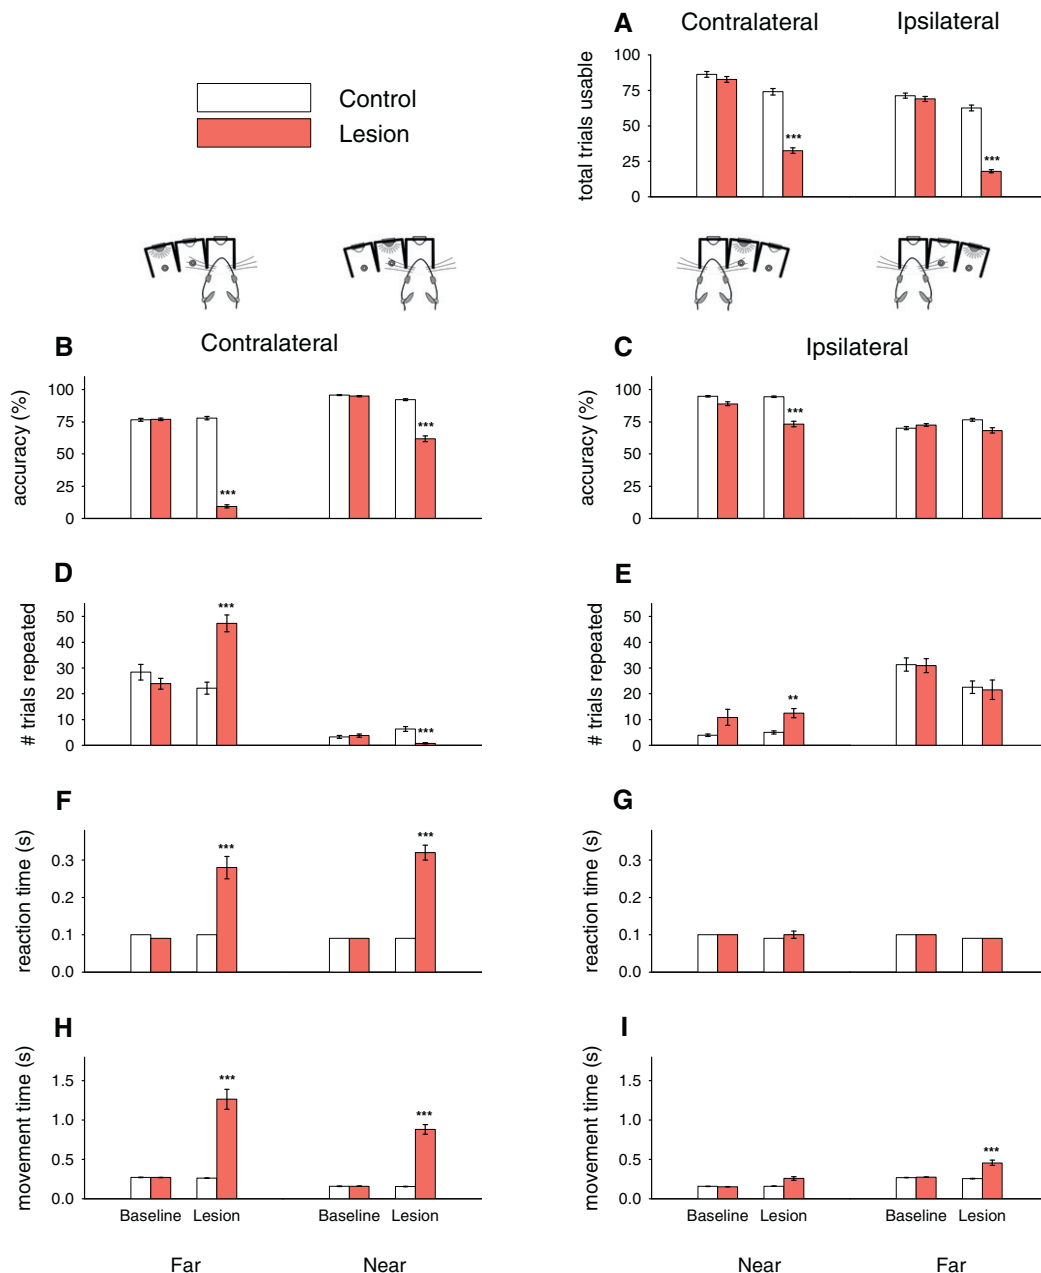 A Contralateral Ipsilateral
Control
Lesion
total trials usable
100
75
50
25
0
***
***
B Contralateral
accuracy (%)
100
75
50
25
0
***
***
C Ipsilateral
accuracy (%)
100
75
50
25
0
***
D
# trials repeated
50
40
30
20
10
0
***
***
E
# trials repeated
50
40
30
20
10
0
**
F
reaction time (s)
0.3
0.2
0.1
0.0
***
***
G
reaction time (s)
0.3
0.2
0.1
0.0
H
movement time (s)
1.5
1.0
0.5
0.0
***
***
Baseline Lesion Baseline Lesion
Far Near
I
movement time (s)
1.5
1.0
0.5
0.0
***
Baseline Lesion Baseline Lesion
Near Far